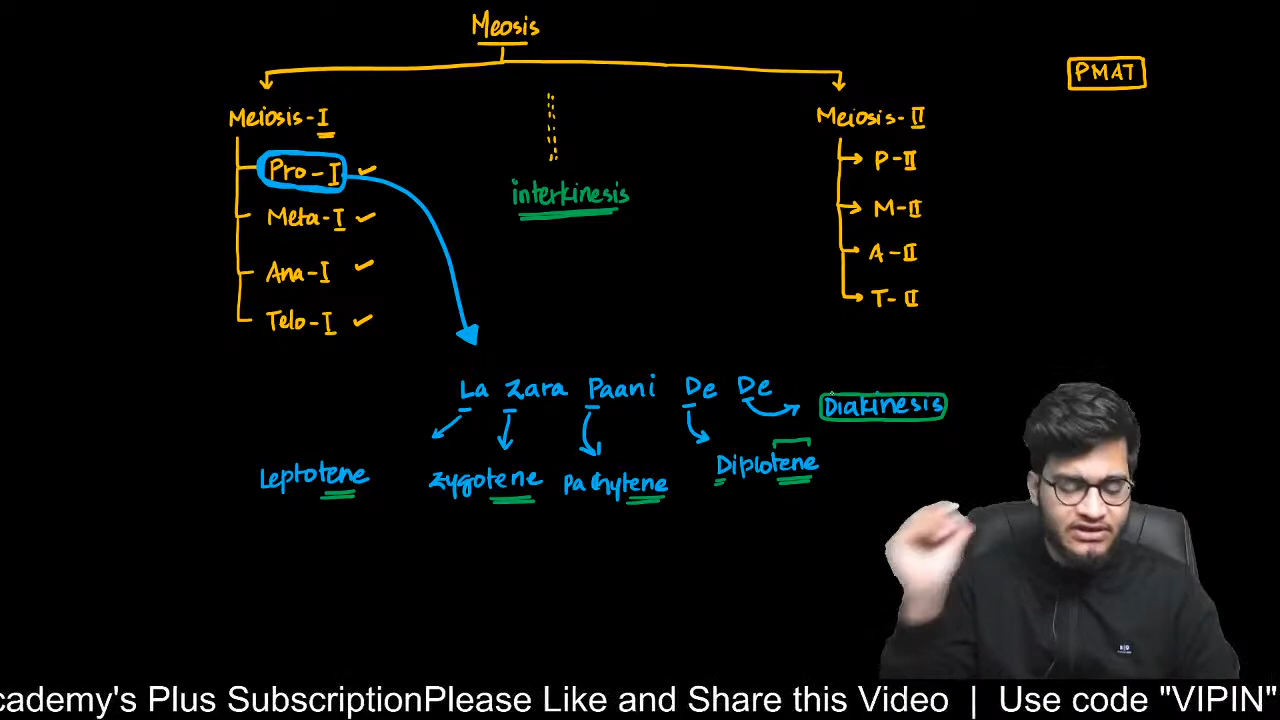 Meosis
PMAT
Meiosis-I
Meiosis-II
Pro-I
P-II
interkinesis
M-II
Meta-I
A-II
Ana-I
T-II
Telo-I
La Zara Paani De De
Diakinesis
Leptotene
Zygotene
Pachytene
Diplotene
cademy's Plus SubscriptionPlease Like and Share this Video | Use code "VIPIN"